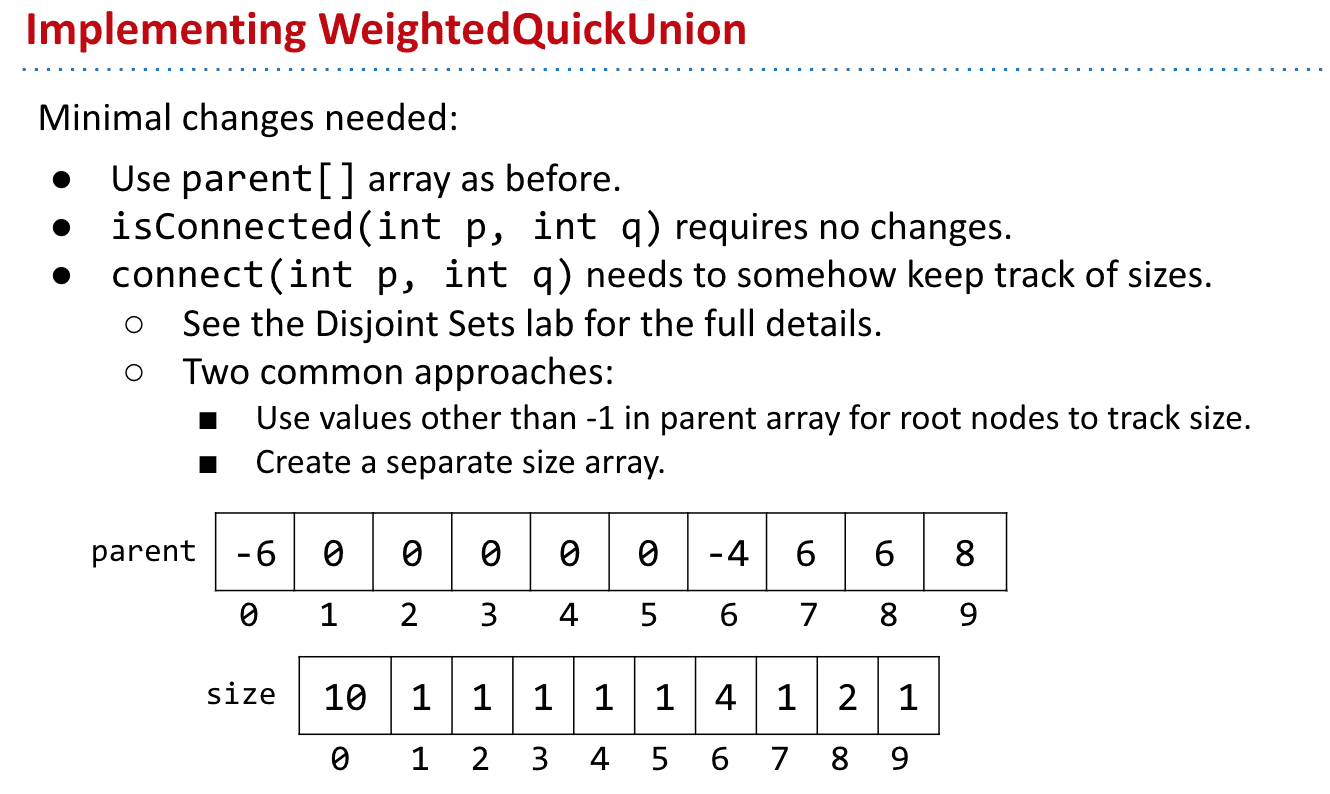 Implementing WeightedQuickUnion
Minimal changes needed:
● Use parent[] array as before.
● isConnected(int p, int q) requires no changes.
● connect(int p, int q) needs to somehow keep track of sizes.
○ See the Disjoint Sets lab for the full details.
○ Two common approaches:
■ Use values other than -1 in parent array for root nodes to track size.
■ Create a separate size array.
parent -6 0 0 0 0 0 -4 6 6 8
0 1 2 3 4 5 6 7 8 9
size 10 1 1 1 1 1 4 1 2 1
0 1 2 3 4 5 6 7 8 9